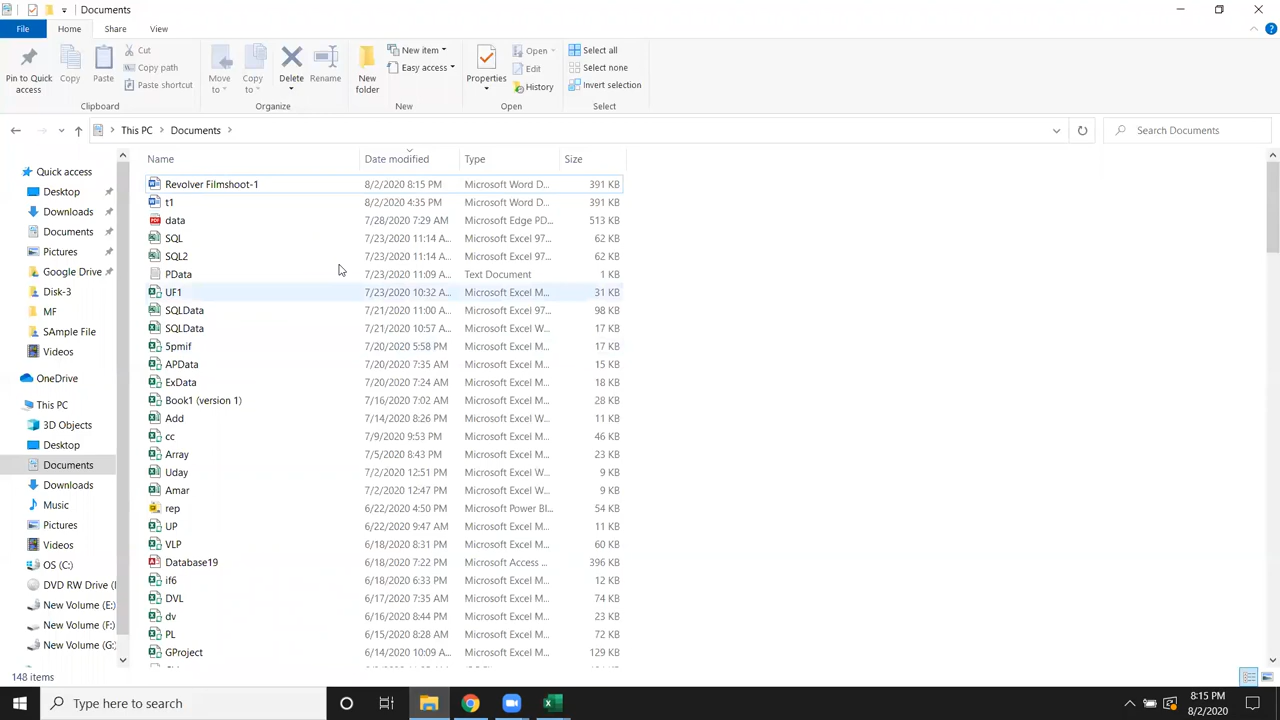 Documents
File Home Share View
Pin to Quick access
Copy
Paste
Cut
Copy path
Paste shortcut
Clipboard
Move to
Copy to
Delete
Rename
Organize
New folder
New item
Easy access
New
Properties
Open
Edit
History
Open
Select all
Select none
Invert selection
Select
This PC > Documents >
Search Documents
Name Date modified Type Size
Revolver Filmshoot-1 8/2/2020 8:15 PM Microsoft Word D... 391 KB
t1 8/2/2020 4:35 PM Microsoft Word D... 391 KB
data 7/28/2020 7:29 AM Microsoft Edge PD... 513 KB
SQL 7/23/2020 11:14 A... Microsoft Excel 97... 62 KB
SQL2 7/23/2020 11:14 A... Microsoft Excel 97... 62 KB
PData 7/23/2020 11:09 A... Text Document 1 KB
UF1 7/23/2020 10:32 A... Microsoft Excel M... 31 KB
SQLData 7/21/2020 11:00 A... Microsoft Excel 97... 98 KB
SQLData 7/21/2020 10:57 A... Microsoft Excel W... 17 KB
5pmif 7/20/2020 5:58 PM Microsoft Excel M... 17 KB
APData 7/20/2020 7:35 AM Microsoft Excel M... 15 KB
ExData 7/20/2020 7:24 AM Microsoft Excel M... 18 KB
Book1 (version 1) 7/16/2020 7:02 AM Microsoft Excel M... 28 KB
Add 7/14/2020 8:26 PM Microsoft Excel W... 11 KB
cc 7/9/2020 9:53 PM Microsoft Excel M... 46 KB
Array 7/5/2020 8:43 PM Microsoft Excel M... 23 KB
Uday 7/2/2020 12:51 PM Microsoft Excel W... 9 KB
Amar 7/2/2020 12:47 PM Microsoft Excel W... 9 KB
rep 6/22/2020 4:50 PM Microsoft Power BI... 54 KB
UP 6/22/2020 9:47 AM Microsoft Excel M... 11 KB
VLP 6/18/2020 8:31 PM Microsoft Excel M... 60 KB
Database19 6/18/2020 7:22 PM Microsoft Access ... 396 KB
if6 6/18/2020 6:33 PM Microsoft Excel M... 12 KB
DVL 6/17/2020 7:35 AM Microsoft Excel M... 74 KB
dv 6/16/2020 8:44 PM Microsoft Excel M... 23 KB
PL 6/15/2020 8:28 AM Microsoft Excel M... 72 KB
GProject 6/14/2020 10:09 A... Microsoft Excel M... 129 KB
Quick access
Desktop
Downloads
Documents
Pictures
Google Drive
Disk-3
MF
SAmple File
Videos
OneDrive
This PC
3D Objects
Desktop
Documents
Downloads
Music
Pictures
Videos
OS (C:)
DVD RW Drive (
New Volume (E:)
New Volume (F:)
New Volume (G:)
148 items
Type here to search
8:15 PM
8/2/2020